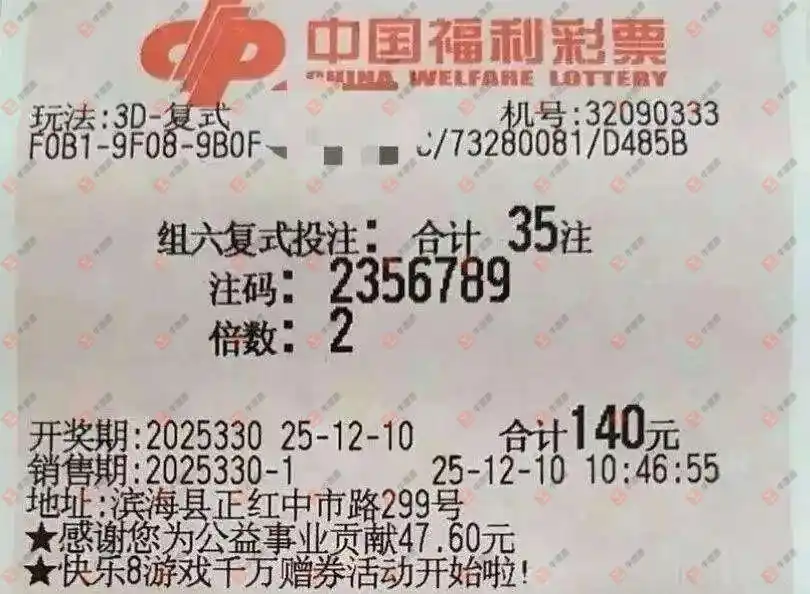 中国福利彩票
CHINA WELFARE LOTTERY
玩法:3D-复式 机号:32090333
F0B1-9F08-9B0F C/73280081/D485B
组六复式投注: 合计 35注
注码: 2356789
倍数: 2
开奖期:2025330 25-12-10 合计140元
销售期:2025330-1 25-12-10 10:46:55
地址:滨海县正红中市路299号
★感谢您为公益事业贡献47.60元
★快乐8游戏千万赠券活动开始啦!